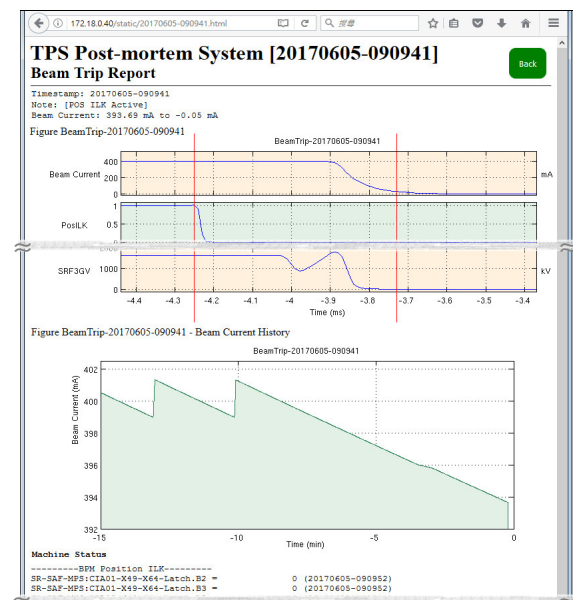 172.18.0.40/static/20170605-090941.html
搜尋
TPS Post-mortem System [20170605-090941]
Beam Trip Report
Back
Timestamp: 20170605-090941
Note: [POS ILK Active]
Beam Current: 393.69 mA to -0.05 mA
Figure BeamTrip-20170605-090941
BeamTrip-20170605-090941
400
Beam Current
200
mA
0
1
PosILK
0.5
0
SRF3GV
1000
kV
0
-4.4 -4.3 -4.2 -4.1 -4 -3.9 -3.8 -3.7 -3.6 -3.5 -3.4
Time (ms)
Figure BeamTrip-20170605-090941 - Beam Current History
BeamTrip-20170605-090941
402
400
398
396
394
392
Beam Current (mA)
-15 -10 -5 0
Time (min)
Machine Status
---------BPM Position ILK---------
SR-SAF-MPS:CIA01-X49-X64-Latch.B2 = 0 (20170605-090952)
SR-SAF-MPS:CIA01-X49-X64-Latch.B3 = 0 (20170605-090952)